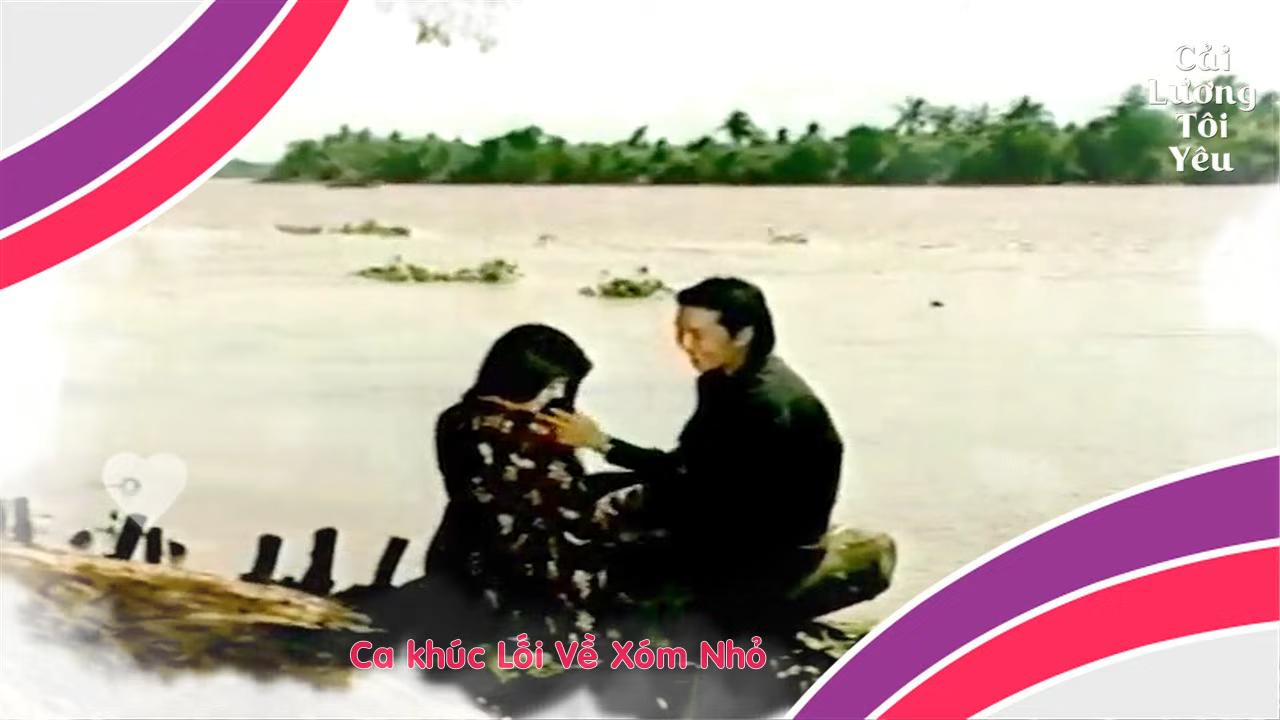 Cải
Lương
Tôi
Yêu
Ca khúc Lối Về Xóm Nhỏ